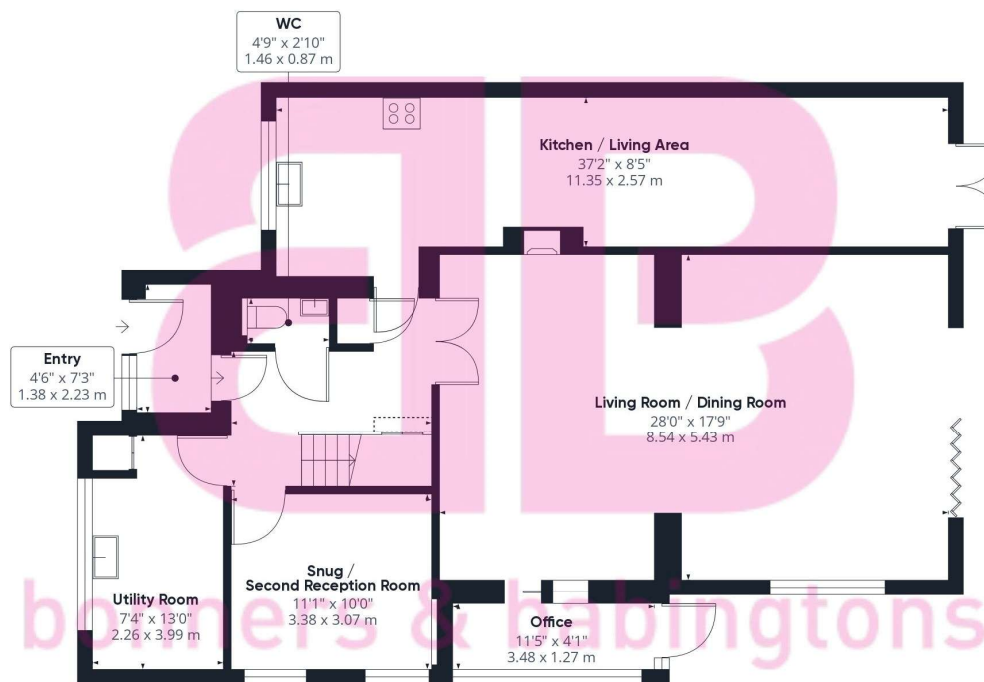 WC
4'9" x 2'10"
1.46 x 0.87 m
Kitchen / Living Area
37'2" x 8'5"
11.35 x 2.57 m
Entry
4'6" x 7'3"
1.38 x 2.23 m
Living Room / Dining Room
28'0" x 17'9"
8.54 x 5.43 m
Snug /
Second Reception Room
11'1" x 10'0"
3.38 x 3.07 m
Utility Room
7'4" x 13'0"
2.26 x 3.99 m
Office
11'5" x 4'1"
3.48 x 1.27 m
bonners & babingtons